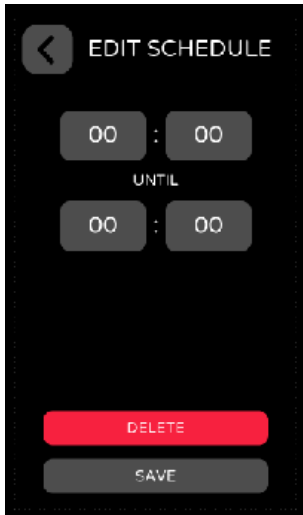 EDIT SCHEDULE
00 : 00
UNTIL
00 : 00
DELETE
SAVE